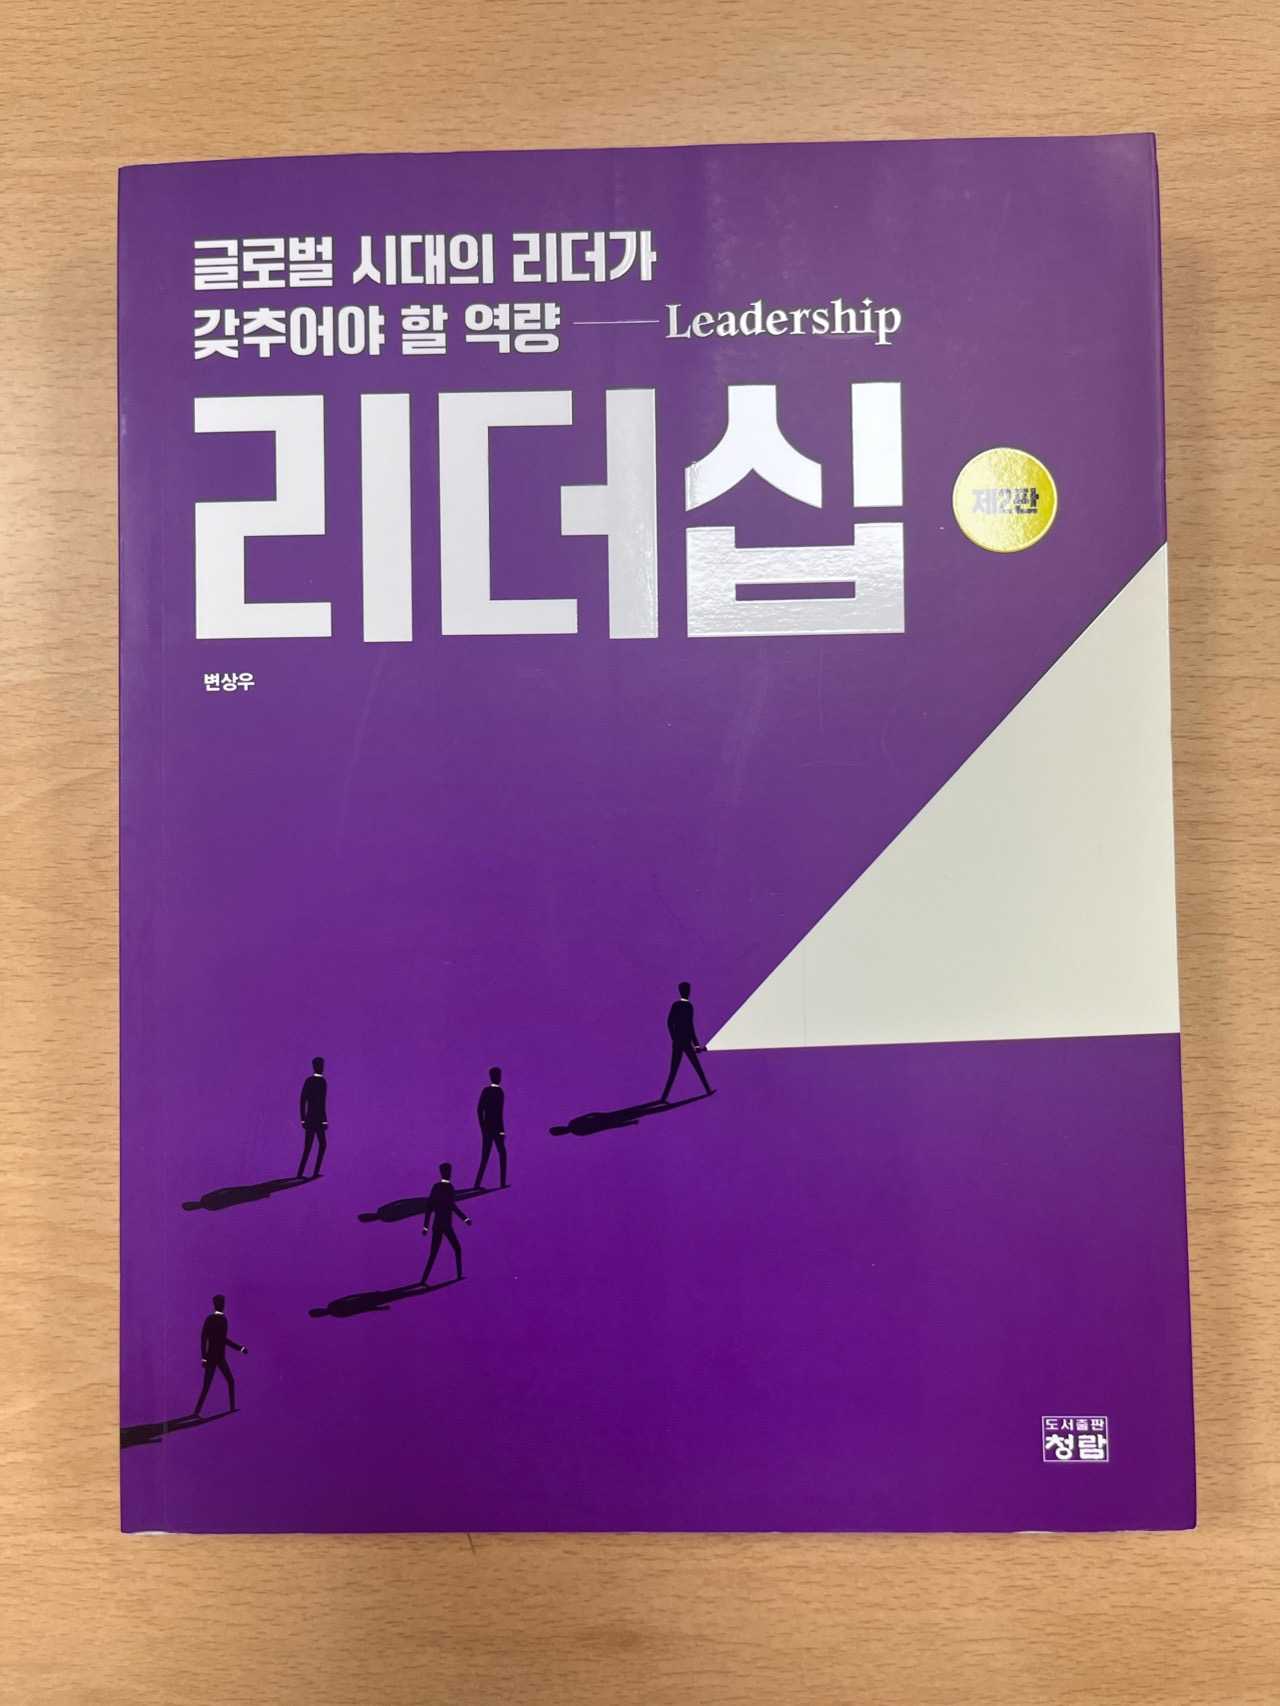 글로벌 시대의 리더가
갖추어야 할 역량 Leadership
리더십
제2판
변상우
도서출판
청람